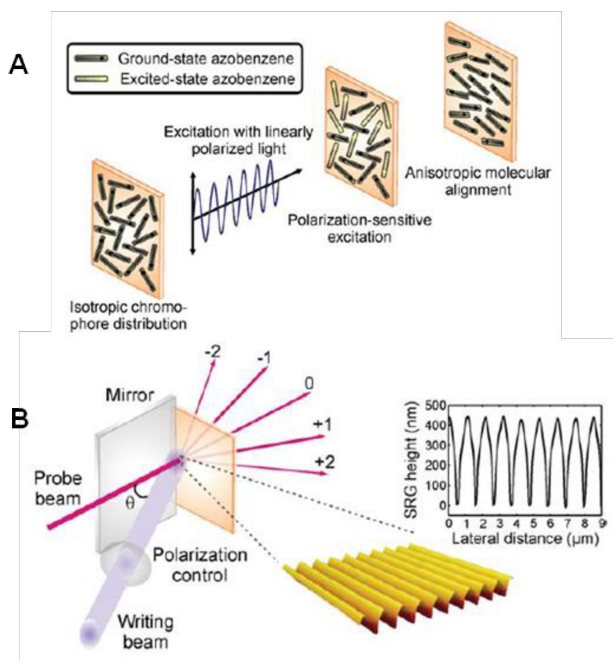 A
Ground-state azobenzene
Excited-state azobenzene
Excitation with linearly
polarized light
Anisotropic molecular
alignment
Polarization-sensitive
excitation
Isotropic chromo-
phore distribution
B
-2
-1
0
+1
+2
Mirror
Probe
beam
θ
Polarization
control
Writing
beam
SRG height (nm)
500
400
300
200
100
0
0 1 2 3 4 5 6 7 8 9
Lateral distance (μm)